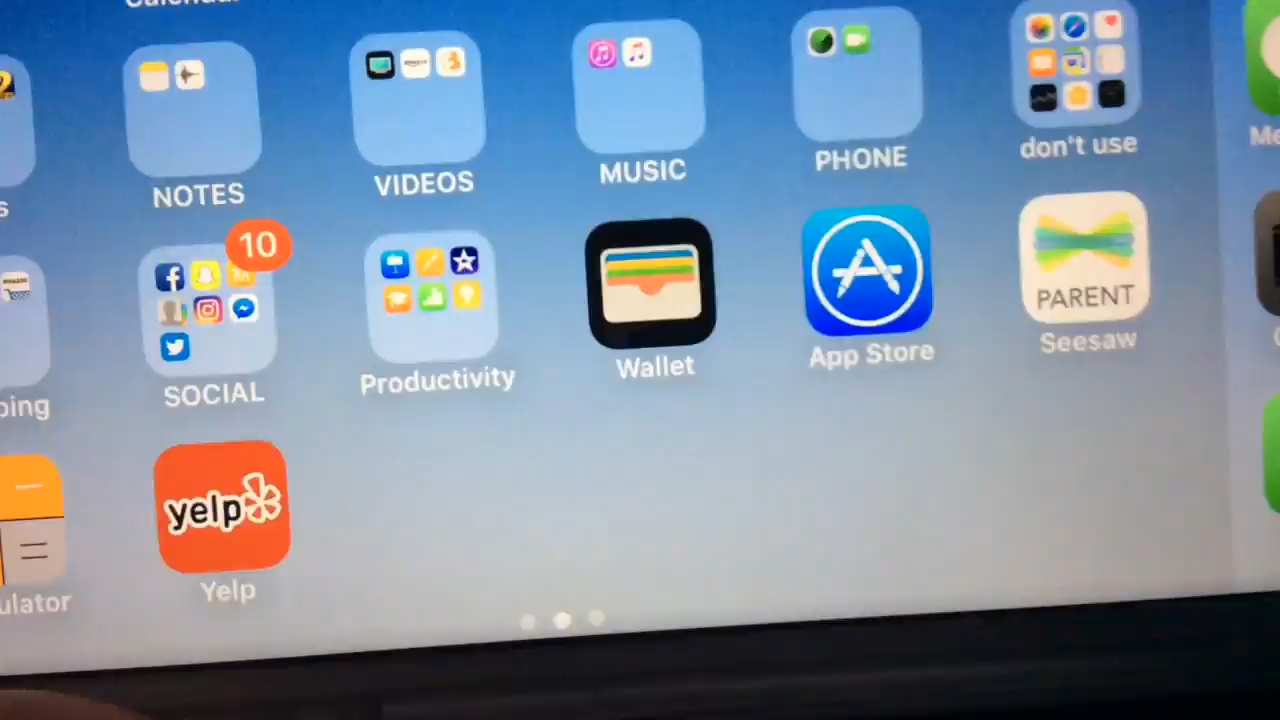 NOTES
VIDEOS
MUSIC
PHONE
don't use
10
SOCIAL
Productivity
Wallet
App Store
PARENT
Seesaw
yelp
Yelp